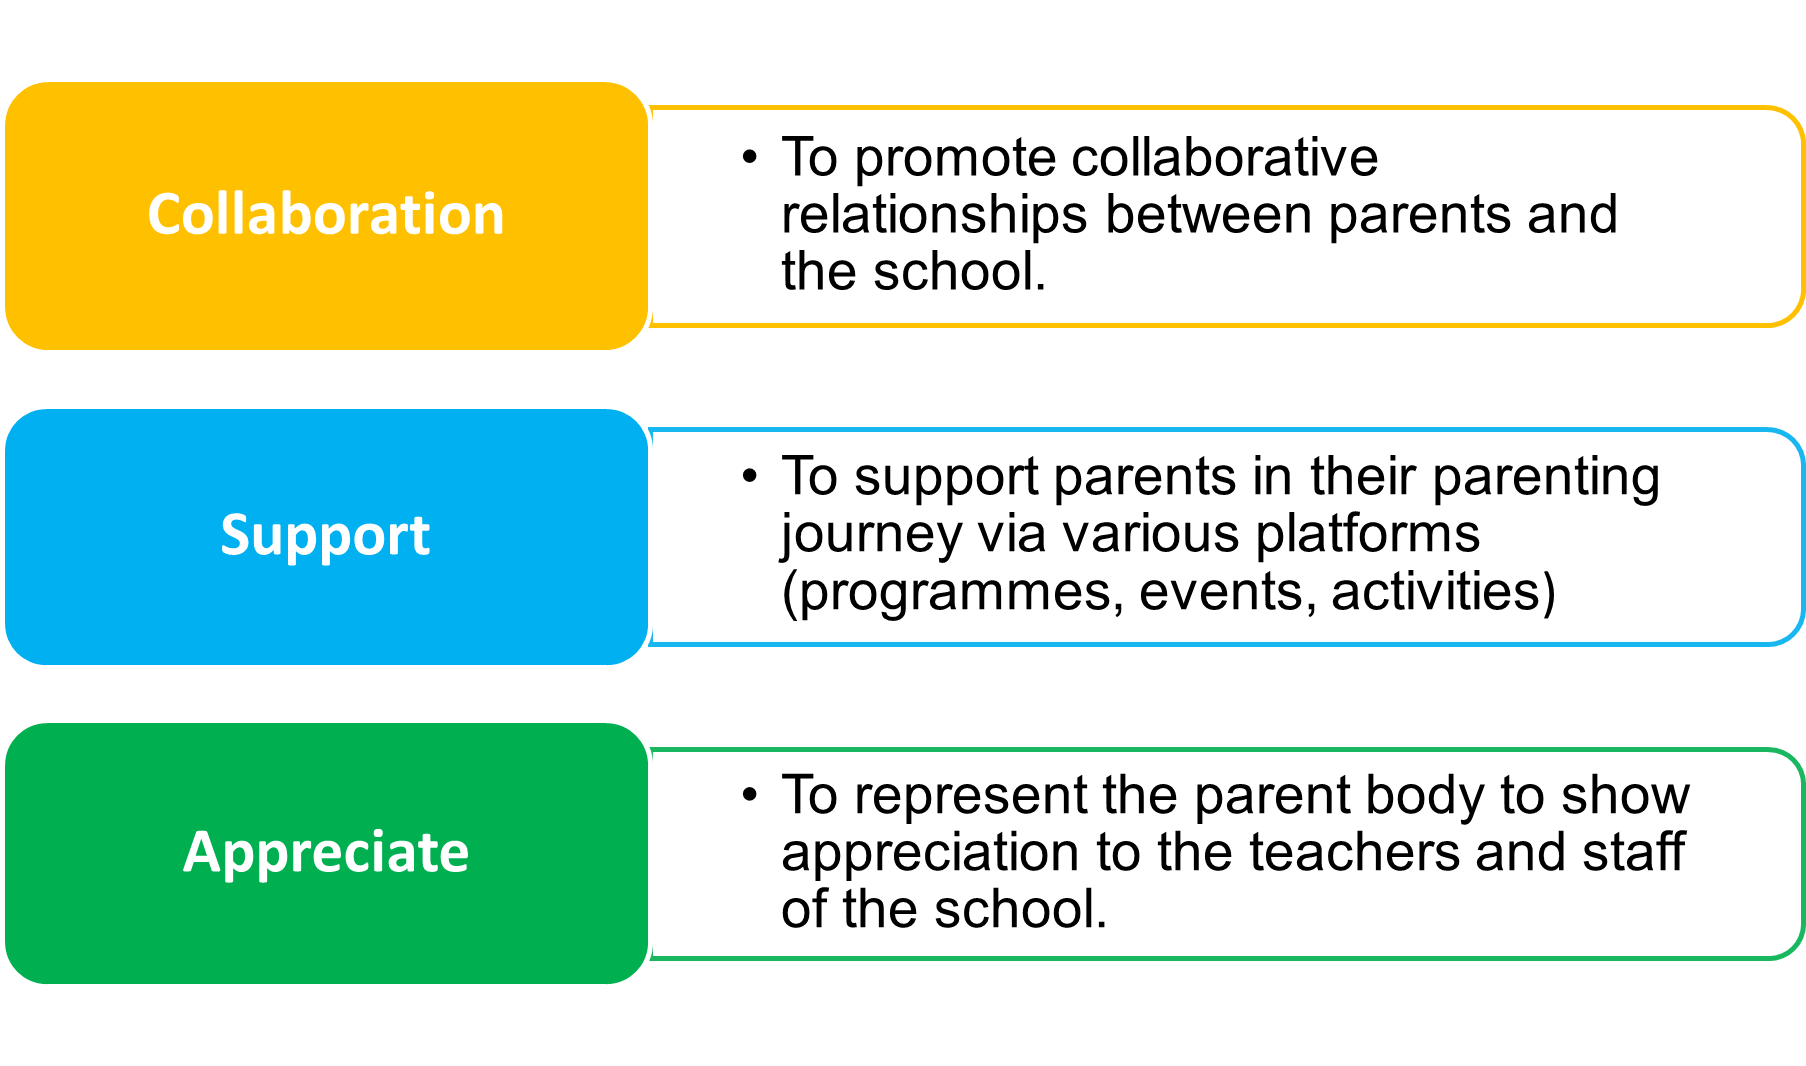 Collaboration
• To promote collaborative
relationships between parents and
the school.
Support
• To support parents in their parenting
journey via various platforms
(programmes, events, activities)
Appreciate
• To represent the parent body to show
appreciation to the teachers and staff
of the school.